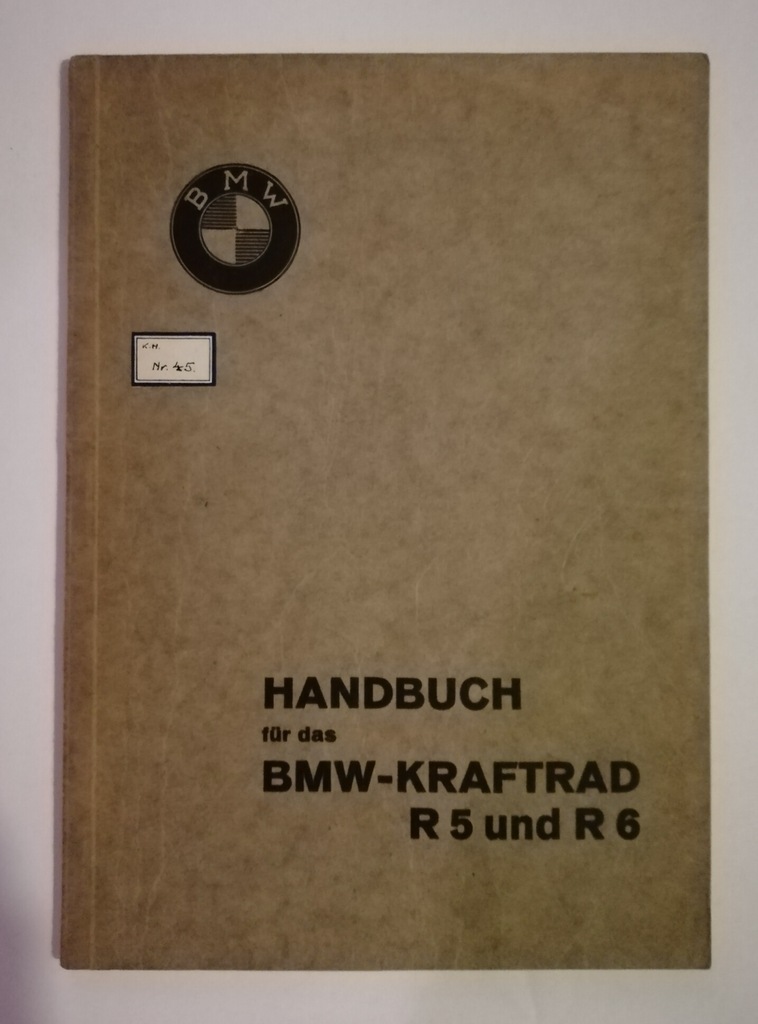 BMW
K.H.
Nr. 45.
HANDBUCH
für das
BMW-KRAFTRAD
R 5 und R 6